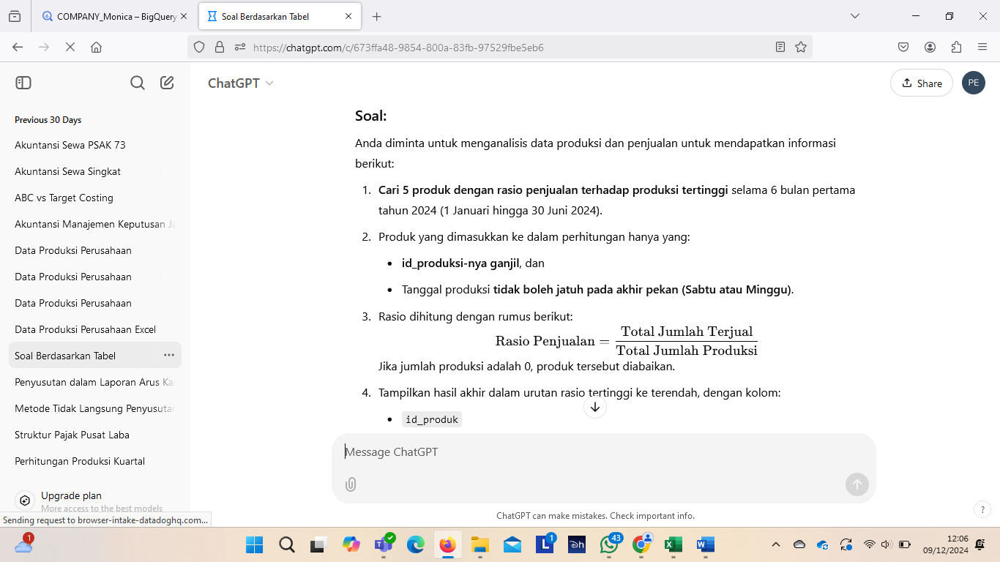 COMPANY_Monica – BigQuery
Soal Berdasarkan Tabel
https://chatgpt.com/c/673ffa48-9854-800a-83fb-97529fbe5eb6
ChatGPT
Share
PE
Previous 30 Days
Akuntansi Sewa PSAK 73
Akuntansi Sewa Singkat
ABC vs Target Costing
Akuntansi Manajemen Keputusan Ja
Data Produksi Perusahaan
Data Produksi Perusahaan
Data Produksi Perusahaan
Data Produksi Perusahaan Excel
Soal Berdasarkan Tabel
Penyusutan dalam Laporan Arus Ka
Metode Tidak Langsung Penyusutan
Struktur Pajak Pusat Laba
Perhitungan Produksi Kuartal
Upgrade plan
More access to the best models
Sending request to browser-intake-datadoghq.com...
Soal:
Anda diminta untuk menganalisis data produksi dan penjualan untuk mendapatkan informasi
berikut:
1. Cari 5 produk dengan rasio penjualan terhadap produksi tertinggi selama 6 bulan pertama
tahun 2024 (1 Januari hingga 30 Juni 2024).
2. Produk yang dimasukkan ke dalam perhitungan hanya yang:
• id_produksi-nya ganjil, dan
• Tanggal produksi tidak boleh jatuh pada akhir pekan (Sabtu atau Minggu).
3. Rasio dihitung dengan rumus berikut:
Rasio Penjualan = Total Jumlah Terjual / Total Jumlah Produksi
Jika jumlah produksi adalah 0, produk tersebut diabaikan.
4. Tampilkan hasil akhir dalam urutan rasio tertinggi ke terendah, dengan kolom:
• id_produk
Message ChatGPT
ChatGPT can make mistakes. Check important info.
?
1
1
43
12:06
09/12/2024